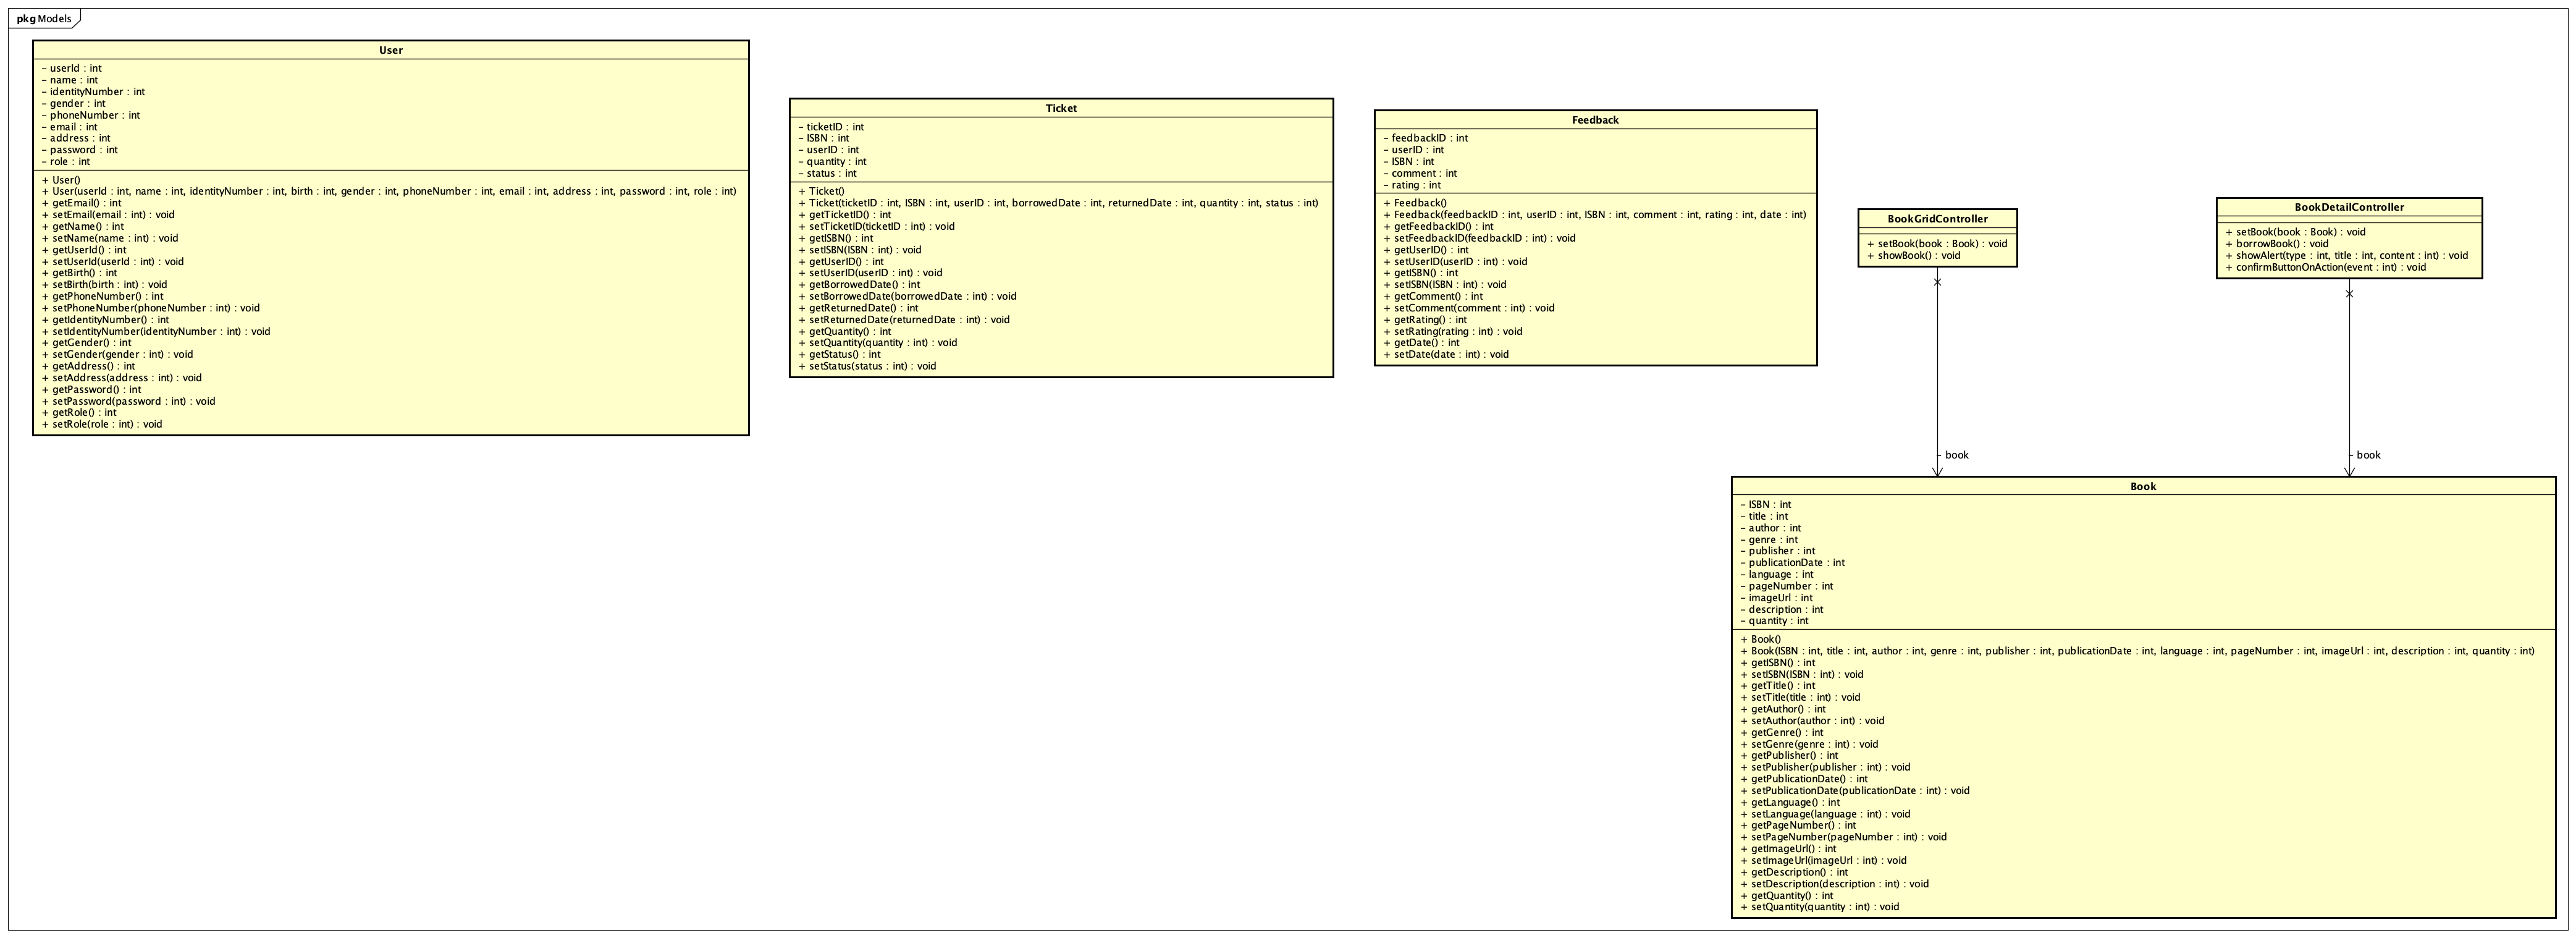 pkg Models
User
– userId : int
– name : int
– identityNumber : int
– gender : int
– phoneNumber : int
– email : int
– address : int
– password : int
– role : int
+ User()
+ User(userId : int, name : int, identityNumber : int, birth : int, gender : int, phoneNumber : int, email : int, address : int, password : int, role : int)
+ getEmail() : int
+ setEmail(email : int) : void
+ getName() : int
+ setName(name : int) : void
+ getUserId() : int
+ setUserId(userId : int) : void
+ getBirth() : int
+ setBirth(birth : int) : void
+ getPhoneNumber() : int
+ setPhoneNumber(phoneNumber : int) : void
+ getIdentityNumber() : int
+ setIdentityNumber(identityNumber : int) : void
+ getGender() : int
+ setGender(gender : int) : void
+ getAddress() : int
+ setAddress(address : int) : void
+ getPassword() : int
+ setPassword(password : int) : void
+ getRole() : int
+ setRole(role : int) : void
Ticket
– ticketID : int
– ISBN : int
– userID : int
– quantity : int
– status : int
+ Ticket()
+ Ticket(ticketID : int, ISBN : int, userID : int, borrowedDate : int, returnedDate : int, quantity : int, status : int)
+ getTicketID() : int
+ setTicketID(ticketID : int) : void
+ getISBN() : int
+ setISBN(ISBN : int) : void
+ getUserID() : int
+ setUserID(userID : int) : void
+ getBorrowedDate() : int
+ setBorrowedDate(borrowedDate : int) : void
+ getReturnedDate() : int
+ setReturnedDate(returnedDate : int) : void
+ getQuantity() : int
+ setQuantity(quantity : int) : void
+ getStatus() : int
+ setStatus(status : int) : void
Feedback
– feedbackID : int
– userID : int
– ISBN : int
– comment : int
– rating : int
+ Feedback()
+ Feedback(feedbackID : int, userID : int, ISBN : int, comment : int, rating : int, date : int)
+ getFeedbackID() : int
+ setFeedbackID(feedbackID : int) : void
+ getUserID() : int
+ setUserID(userID : int) : void
+ getISBN() : int
+ setISBN(ISBN : int) : void
+ getComment() : int
+ setComment(comment : int) : void
+ getRating() : int
+ setRating(rating : int) : void
+ getDate() : int
+ setDate(date : int) : void
BookGridController
+ setBook(book : Book) : void
+ showBook() : void
BookDetailController
+ setBook(book : Book) : void
+ borrowBook() : void
+ showAlert(type : int, title : int, content : int) : void
+ confirmButtonOnAction(event : int) : void
– book
– book
Book
– ISBN : int
– title : int
– author : int
– genre : int
– publisher : int
– publicationDate : int
– language : int
– pageNumber : int
– imageUrl : int
– description : int
– quantity : int
+ Book()
+ Book(ISBN : int, title : int, author : int, genre : int, publisher : int, publicationDate : int, language : int, pageNumber : int, imageUrl : int, description : int, quantity : int)
+ getISBN() : int
+ setISBN(ISBN : int) : void
+ getTitle() : int
+ setTitle(title : int) : void
+ getAuthor() : int
+ setAuthor(author : int) : void
+ getGenre() : int
+ setGenre(genre : int) : void
+ getPublisher() : int
+ setPublisher(publisher : int) : void
+ getPublicationDate() : int
+ setPublicationDate(publicationDate : int) : void
+ getLanguage() : int
+ setLanguage(language : int) : void
+ getPageNumber() : int
+ setPageNumber(pageNumber : int) : void
+ getImageUrl() : int
+ setImageUrl(imageUrl : int) : void
+ getDescription() : int
+ setDescription(description : int) : void
+ getQuantity() : int
+ setQuantity(quantity : int) : void